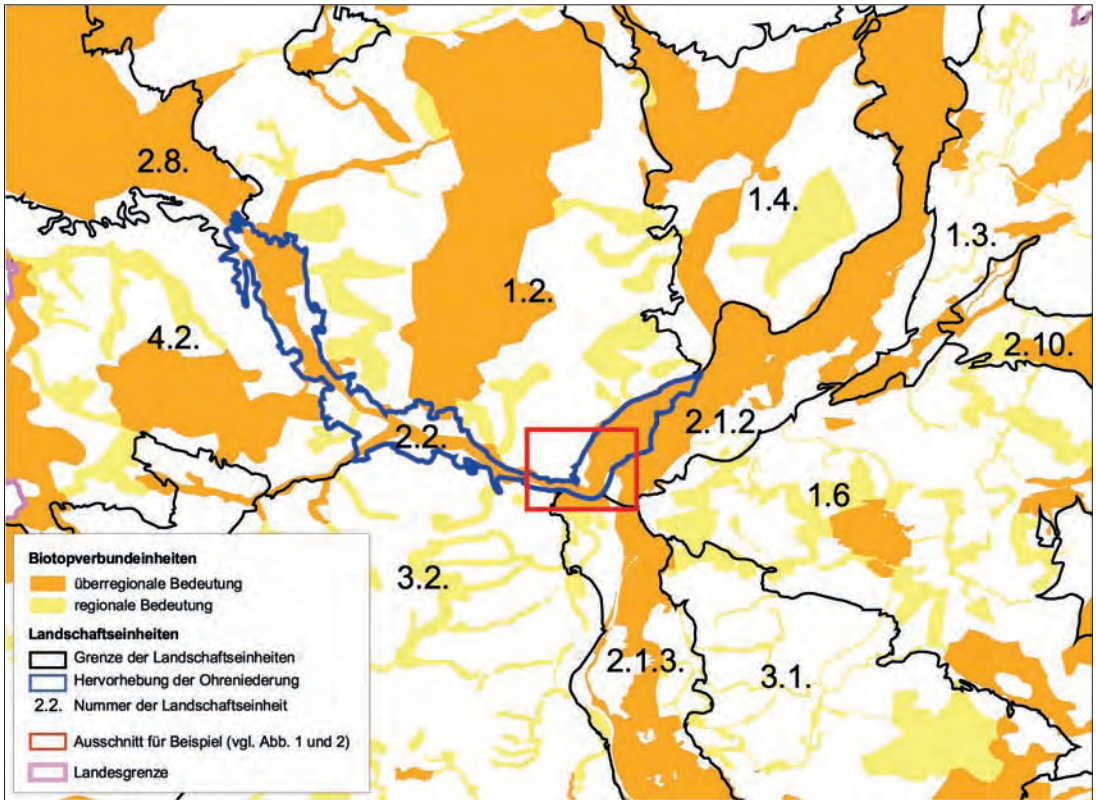 2.8.
1.4.
1.3.
1.2.
4.2.
2.10.
2.2.
2.1.2.
1.6
3.2.
2.1.3.
3.1.
Biotopverbundeinheiten
überregionale Bedeutung
regionale Bedeutung
Landschaftseinheiten
Grenze der Landschaftseinheiten
Hervorhebung der Ohreniederung
2.2. Nummer der Landschaftseinheit
Ausschnitt für Beispiel (vgl. Abb. 1 und 2)
Landesgrenze